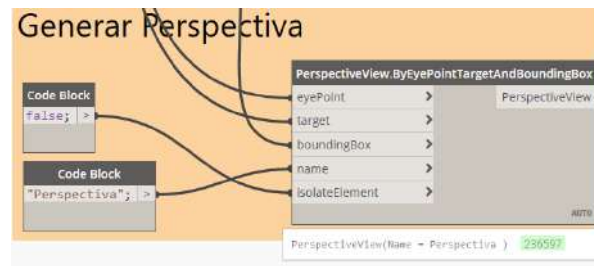 Generar Perspectiva
PerspectiveView.ByEyePointTargetAndBoundingBox
Code Block
false; >
eyePoint >
PerspectiveView
target >
boundingBox >
Code Block
"Perspectiva"; >
name >
isolateElement >
AUTO
PerspectiveView(Name = Perspectiva ) 236597